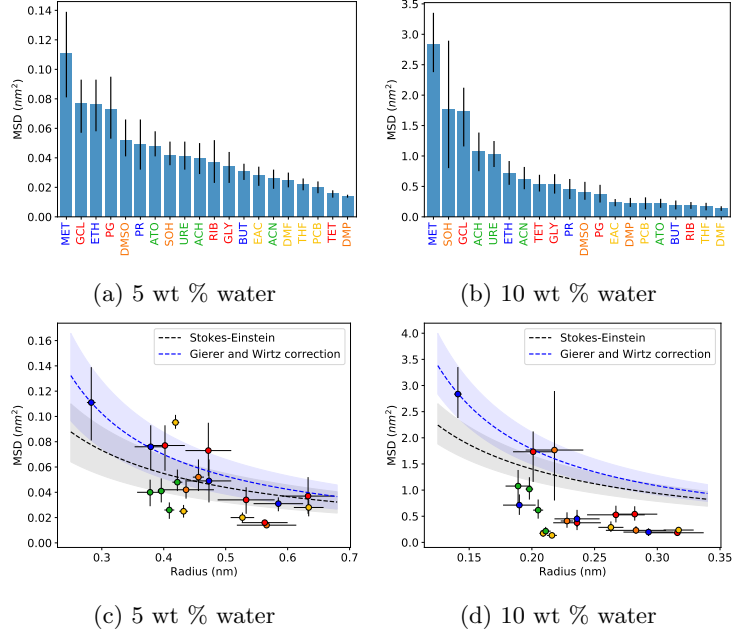 0.14
0.12
0.10
0.08
0.06
0.04
0.02
0.00
MSD (nm²)
MET GCL ETH PG DMSO PR ATO SOH URE ACH RIB GLY BUT EAC ACN DMF THF PCB TET DMP
(a) 5 wt % water
3.5
3.0
2.5
2.0
1.5
1.0
0.5
0.0
MSD (nm²)
MET SOH GCL ACH URE ETH ACN TET GLY PR DMSO PG EAC DMP PCB ATO BUT RIB THF DMF
(b) 10 wt % water
0.16
0.14
0.12
0.10
0.08
0.06
0.04
0.02
0.00
MSD (nm²)
Stokes-Einstein
Gierer and Wirtz correction
0.3 0.4 0.5 0.6 0.7
Radius (nm)
(c) 5 wt % water
4.0
3.5
3.0
2.5
2.0
1.5
1.0
0.5
0.0
MSD (nm²)
Stokes-Einstein
Gierer and Wirtz correction
0.15 0.20 0.25 0.30 0.35
Radius (nm)
(d) 10 wt % water